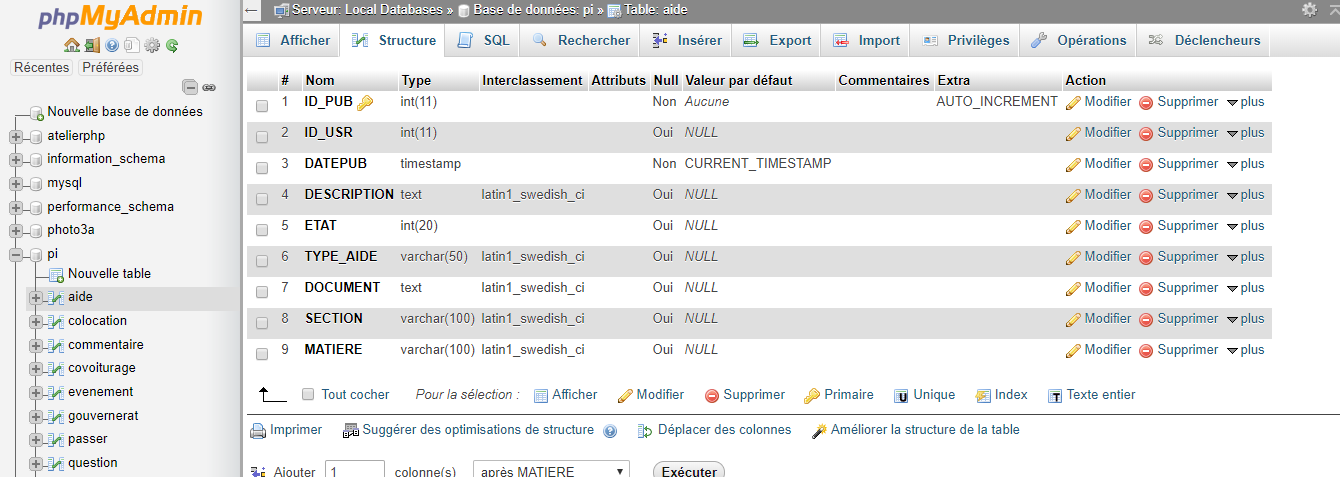 phpMyAdmin
Récentes Préférées
Nouvelle base de données
atelierphp
information_schema
mysql
performance_schema
photo3a
pi
Nouvelle table
aide
colocation
commentaire
covoiturage
evenement
gouvernerat
passer
question
Serveur: Local Databases » Base de données: pi » Table: aide
Afficher Structure SQL Rechercher Insérer Export Import Privilèges Opérations Déclencheurs
# Nom Type Interclassement Attributs Null Valeur par défaut Commentaires Extra Action
1 ID_PUB int(11) Non Aucune AUTO_INCREMENT Modifier Supprimer plus
2 ID_USR int(11) Oui NULL Modifier Supprimer plus
3 DATEPUB timestamp Non CURRENT_TIMESTAMP Modifier Supprimer plus
4 DESCRIPTION text latin1_swedish_ci Oui NULL Modifier Supprimer plus
5 ETAT int(20) Oui NULL Modifier Supprimer plus
6 TYPE_AIDE varchar(50) latin1_swedish_ci Oui NULL Modifier Supprimer plus
7 DOCUMENT text latin1_swedish_ci Oui NULL Modifier Supprimer plus
8 SECTION varchar(100) latin1_swedish_ci Oui NULL Modifier Supprimer plus
9 MATIERE varchar(100) latin1_swedish_ci Oui NULL Modifier Supprimer plus
Tout cocher Pour la sélection : Afficher Modifier Supprimer Primaire Unique Index Texte entier
Imprimer Suggérer des optimisations de structure Déplacer des colonnes Améliorer la structure de la table
Ajouter 1 colonne(s) après MATIERE Exécuter